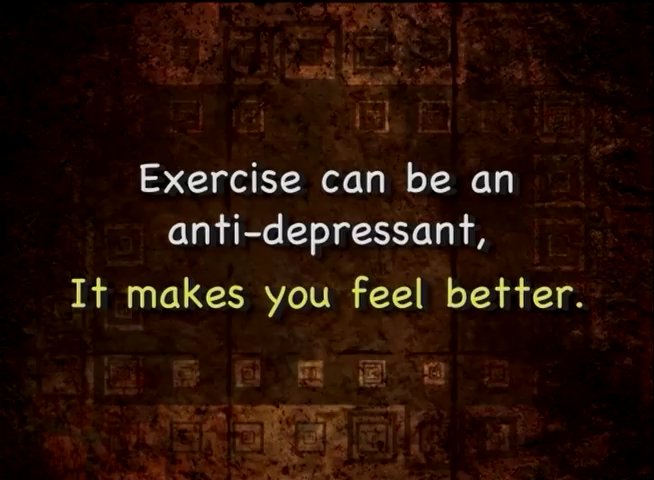 Exercise can be an
anti-depressant,
It makes you feel better.